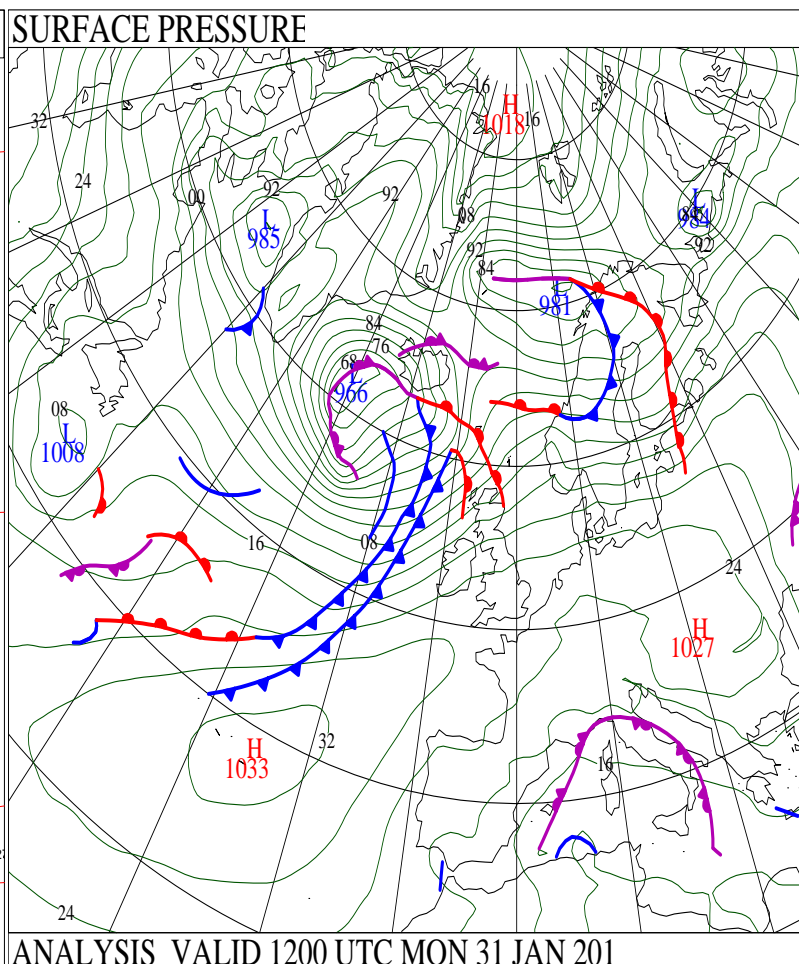 SURFACE PRESSURE
16
H
1018
16
32
24
00
92
92
08
L
984
92
L
985
92
84
L
981
84
76
68
L
966
08
L
1008
16
08
24
H
1027
H
1033
32
16
24
ANALYSIS VALID 1200 UTC MON 31 JAN 201